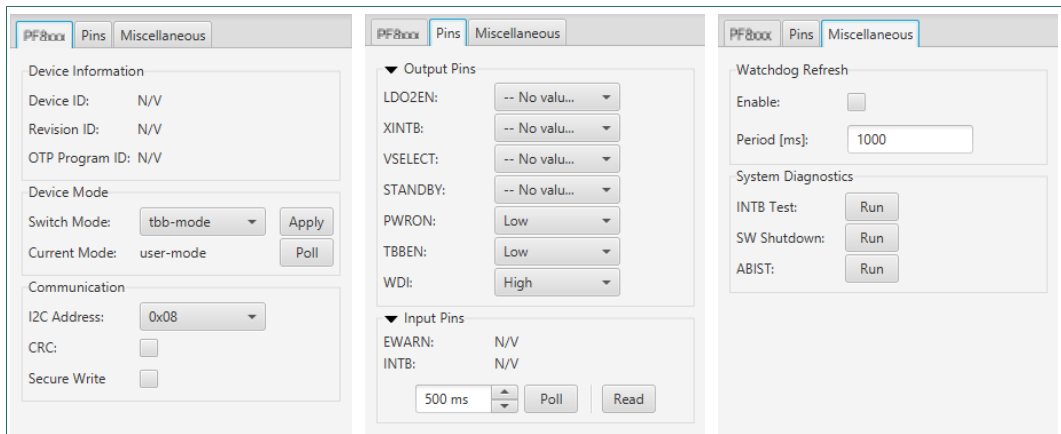 PF8xxx Pins Miscellaneous
Device Information
Device ID: N/V
Revision ID: N/V
OTP Program ID: N/V
Device Mode
Switch Mode: tbb-mode Apply
Current Mode: user-mode Poll
Communication
I2C Address: 0x08
CRC:
Secure Write
PF8xxx Pins Miscellaneous
Output Pins
LDO2EN: -- No valu...
XINTB: -- No valu...
VSELECT: -- No valu...
STANDBY: -- No valu...
PWRON: Low
TBBEN: Low
WDI: High
Input Pins
EWARN: N/V
INTB: N/V
500 ms Poll Read
PF8xxx Pins Miscellaneous
Watchdog Refresh
Enable:
Period [ms]: 1000
System Diagnostics
INTB Test: Run
SW Shutdown: Run
ABIST: Run